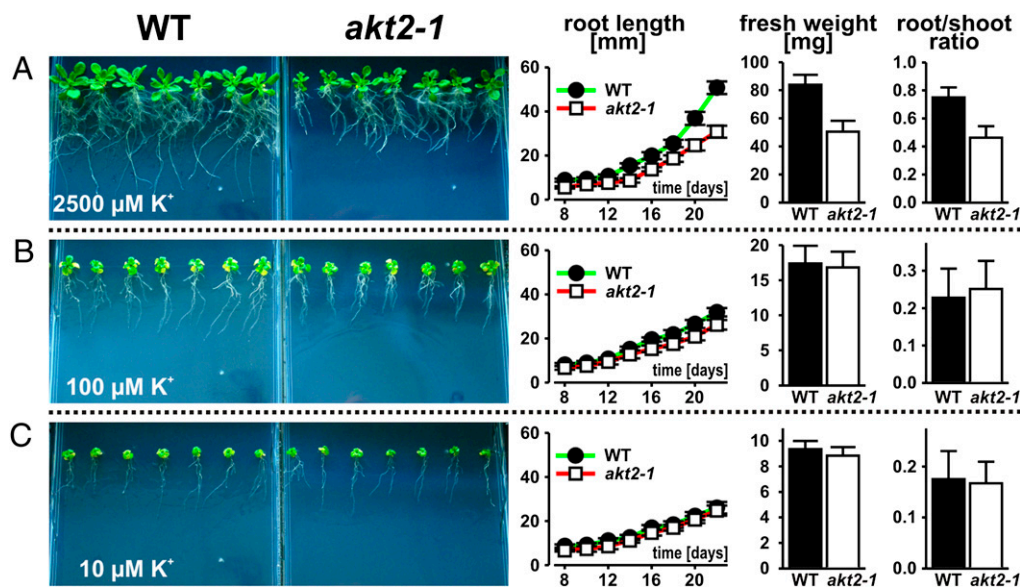 WT akt2-1 root length [mm] fresh weight [mg] root/shoot ratio
A
2500 µM K⁺
60
40
20
0
WT
akt2-1
time [days]
8 12 16 20
100
80
60
40
20
0
WT akt2-1
1.0
0.8
0.6
0.4
0.2
0.0
WT akt2-1
B
100 µM K⁺
60
40
20
0
WT
akt2-1
time [days]
8 12 16 20
20
15
10
5
0
WT akt2-1
0.3
0.2
0.1
0.0
WT akt2-1
C
10 µM K⁺
60
40
20
0
WT
akt2-1
time [days]
8 12 16 20
10
8
6
4
2
0
WT akt2-1
0.2
0.1
0.0
WT akt2-1